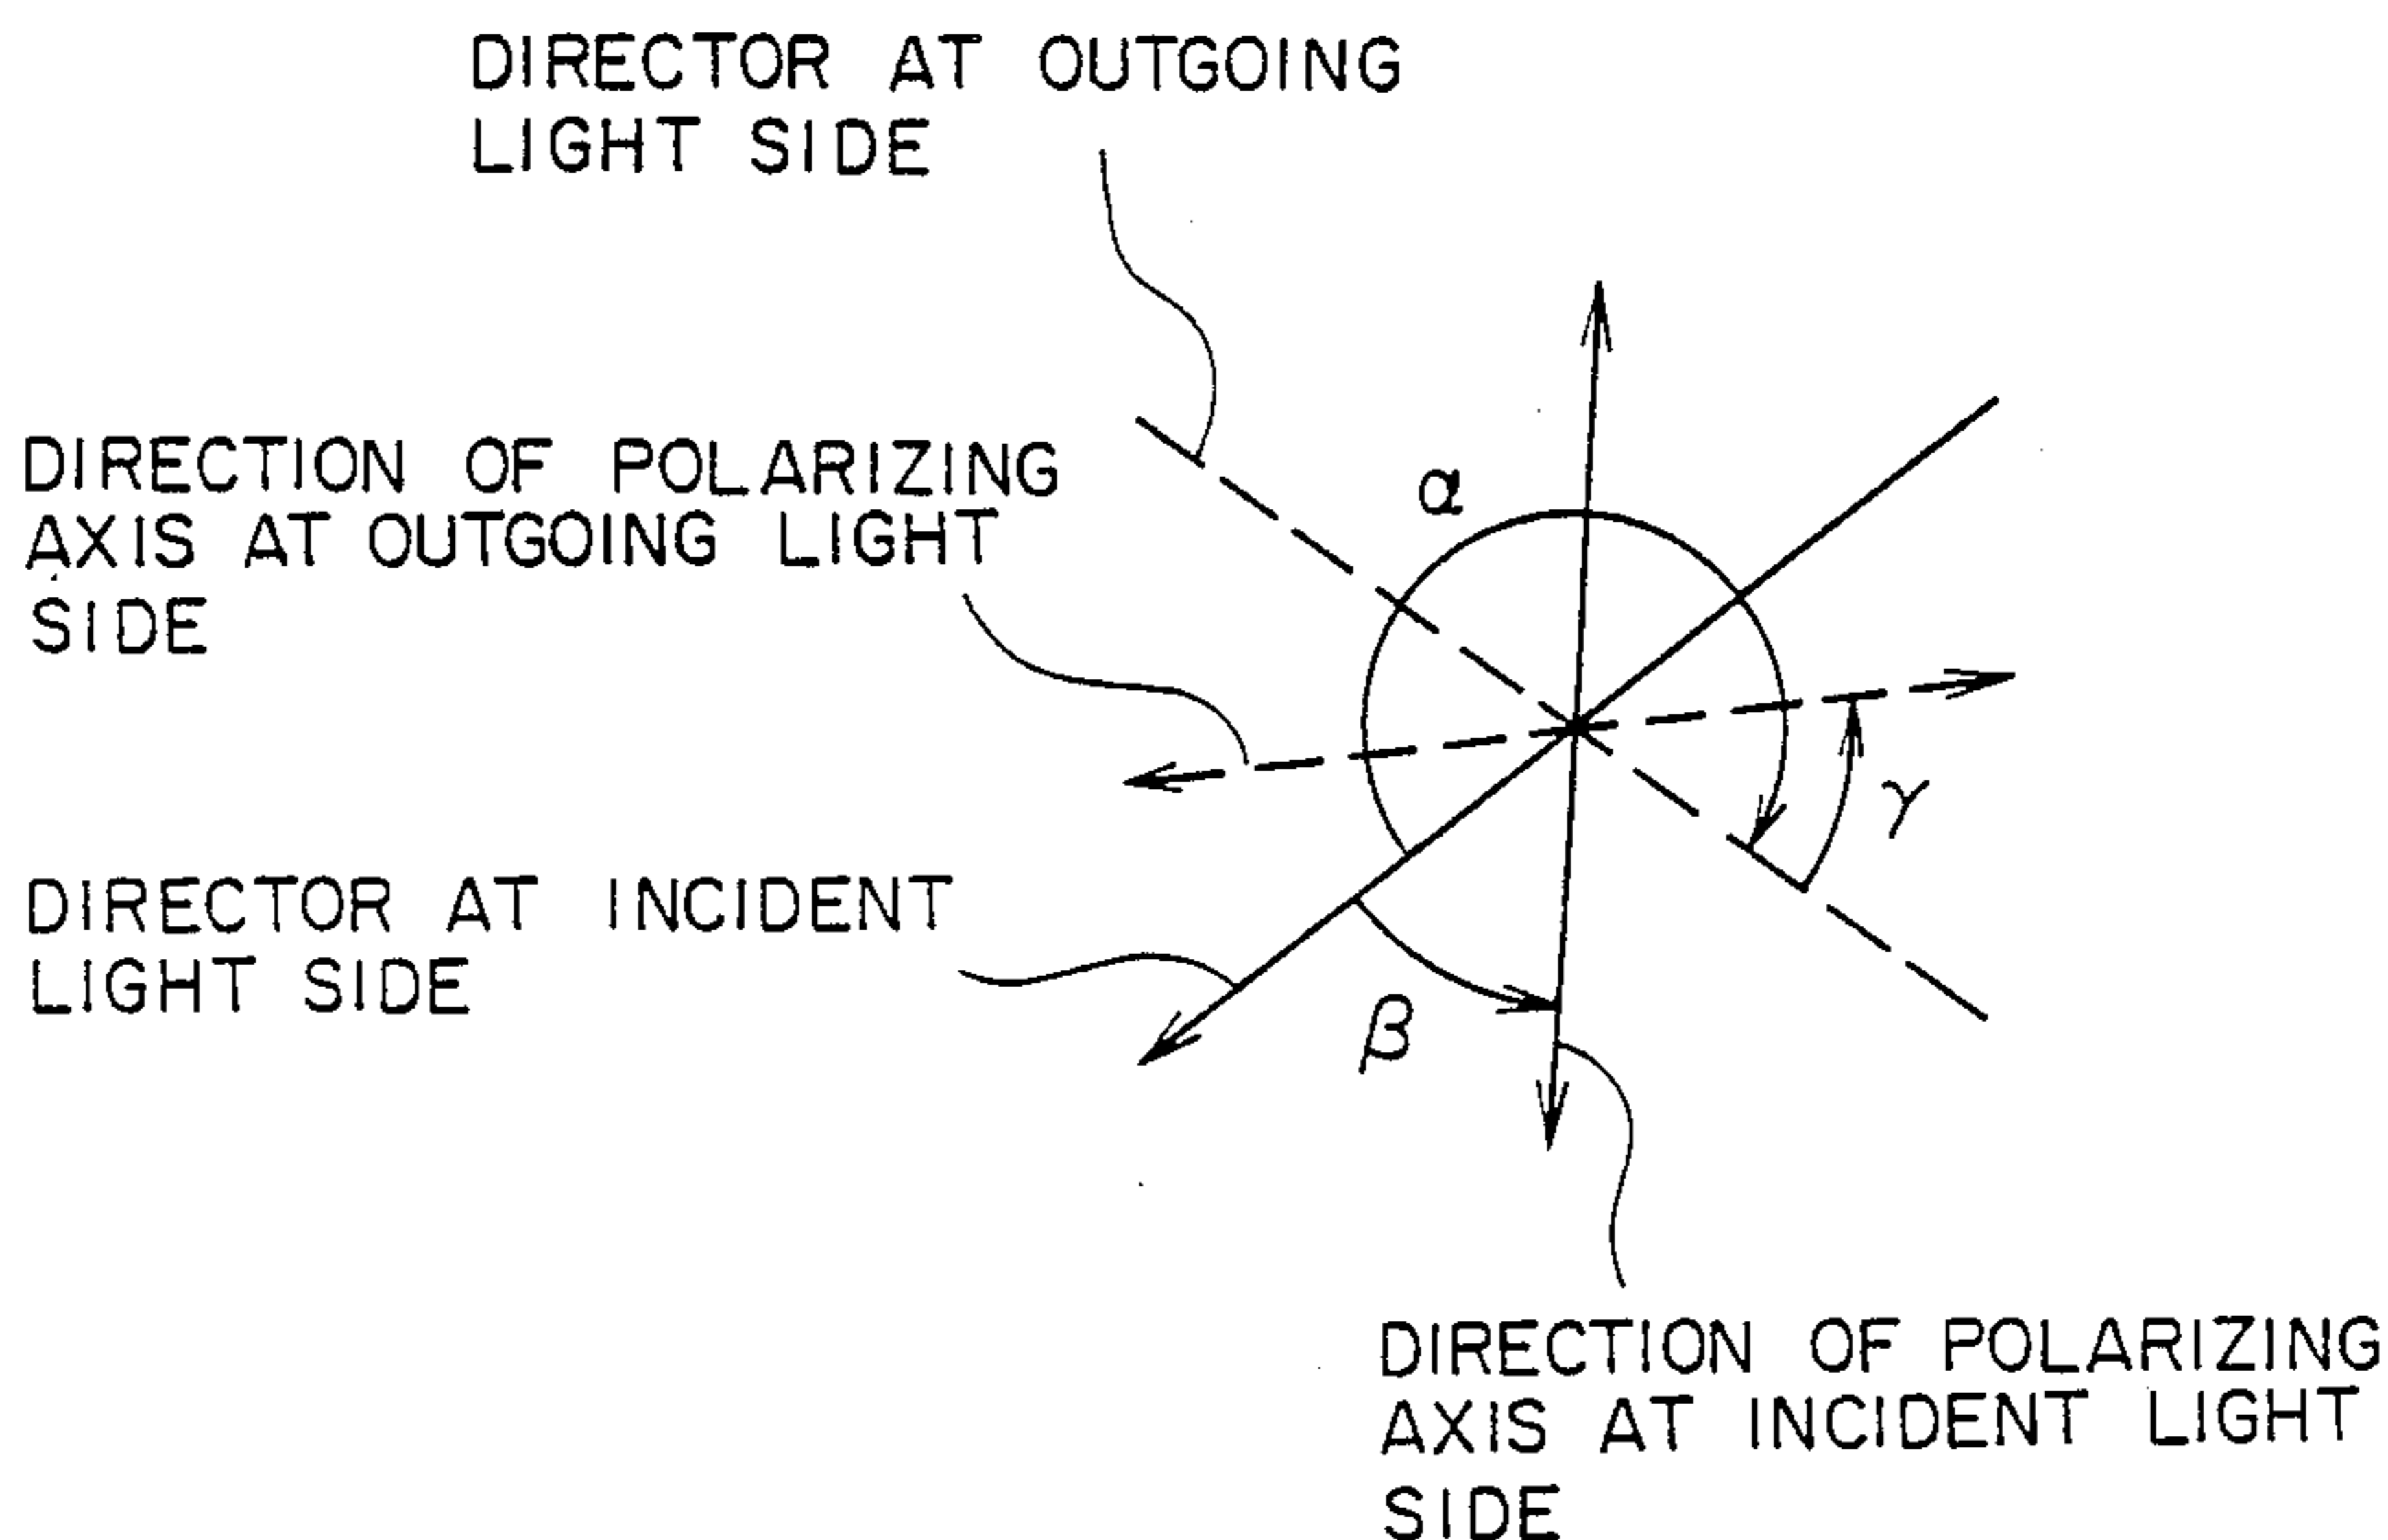 DIRECTOR AT OUTGOING
LIGHT SIDE
DIRECTION OF POLARIZING
AXIS AT OUTGOING LIGHT
SIDE
α
γ
DIRECTOR AT INCIDENT
LIGHT SIDE
β
DIRECTION OF POLARIZING
AXIS AT INCIDENT LIGHT
SIDE